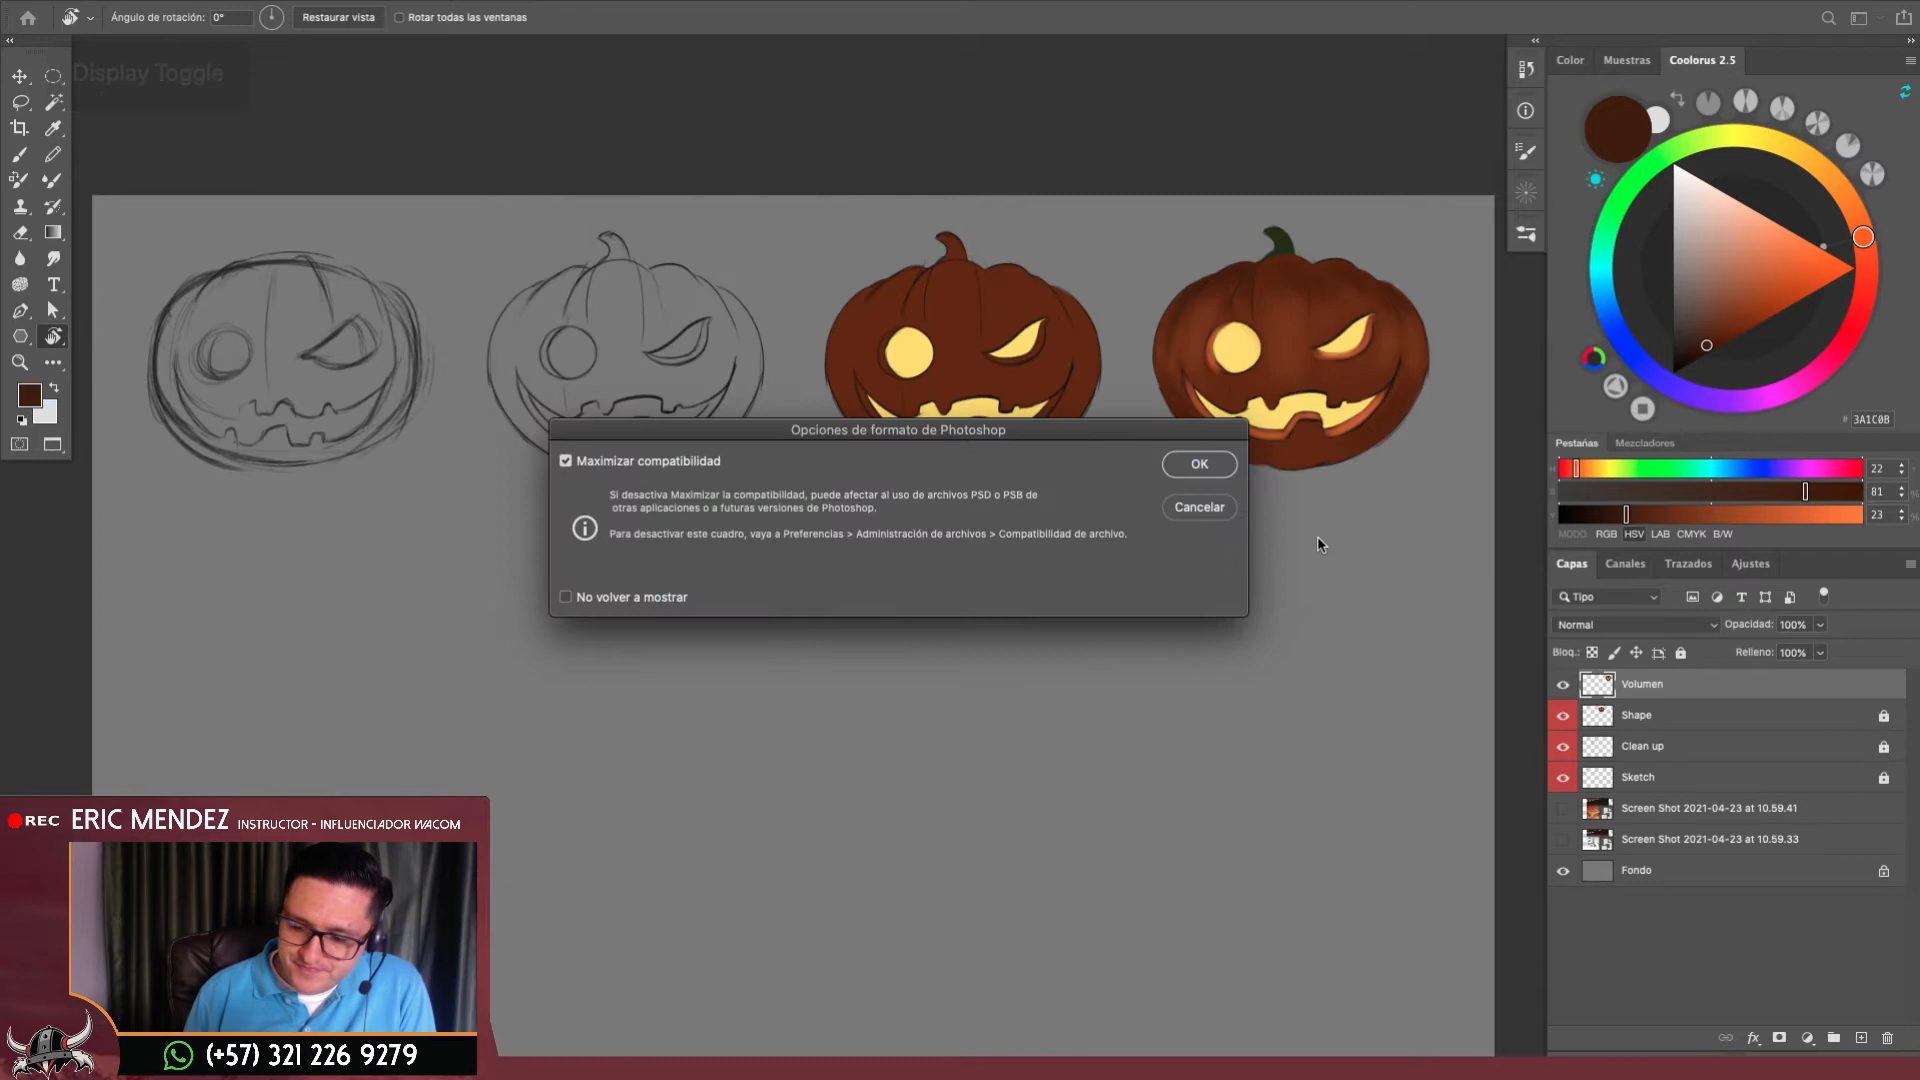 Ángulo de rotación: 0°
Restaurar vista
Rotar todas las ventanas
Display Toggle
Color
Muestras
Coolorus 2.5
# 3A1C0B
Pestañas
Mezcladores
H 22
S 81 %
V 23 %
MODO: RGB HSV LAB CMYK B/W
Opciones de formato de Photoshop
Maximizar compatibilidad
OK
Si desactiva Maximizar la compatibilidad, puede afectar al uso de archivos PSD o PSB de
otras aplicaciones o a futuras versiones de Photoshop.
Cancelar
Para desactivar este cuadro, vaya a Preferencias > Administración de archivos > Compatibilidad de archivo.
No volver a mostrar
Capas
Canales
Trazados
Ajustes
Tipo
Normal
Opacidad: 100%
Bloq.:
Relleno: 100%
Volumen
Shape
Clean up
Sketch
Screen Shot 2021-04-23 at 10.59.41
Screen Shot 2021-04-23 at 10.59.33
Fondo
fx
REC ERIC MENDEZ INSTRUCTOR - INFLUENCIADOR WACOM
(+57) 321 226 9279